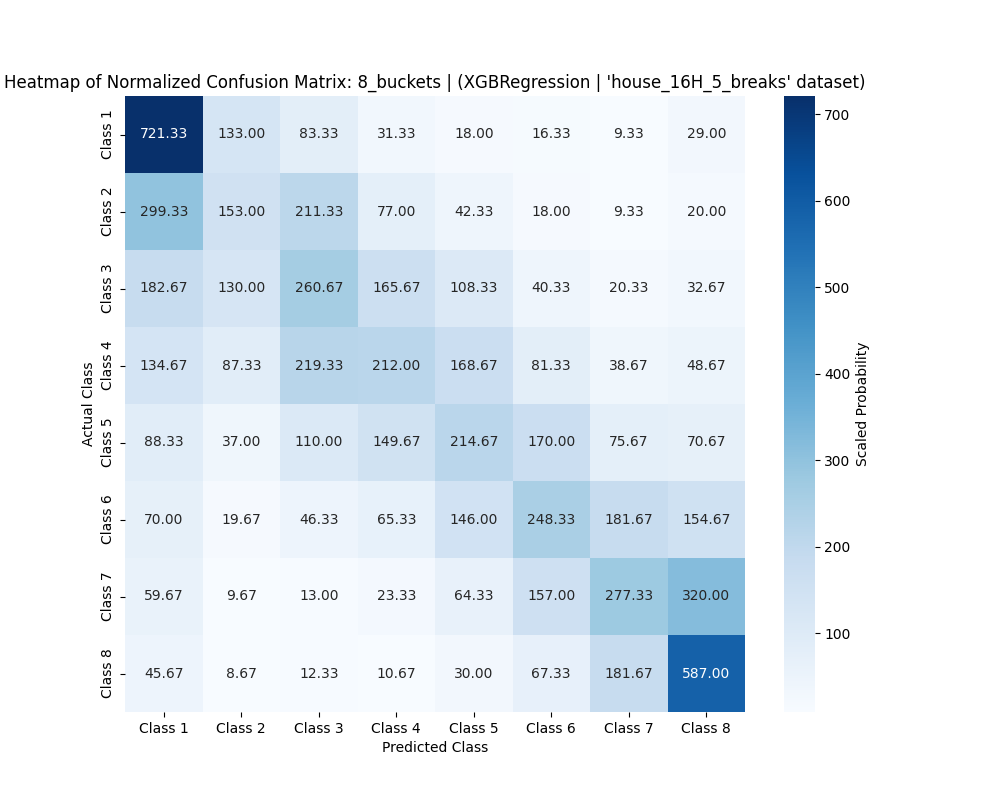 Heatmap of Normalized Confusion Matrix: 8_buckets | (XGBRegression | 'house_16H_5_breaks' dataset)
Class 1 721.33 133.00 83.33 31.33 18.00 16.33 9.33 29.00
Class 2 299.33 153.00 211.33 77.00 42.33 18.00 9.33 20.00
Class 3 182.67 130.00 260.67 165.67 108.33 40.33 20.33 32.67
Class 4 134.67 87.33 219.33 212.00 168.67 81.33 38.67 48.67
Class 5 88.33 37.00 110.00 149.67 214.67 170.00 75.67 70.67
Class 6 70.00 19.67 46.33 65.33 146.00 248.33 181.67 154.67
Class 7 59.67 9.67 13.00 23.33 64.33 157.00 277.33 320.00
Class 8 45.67 8.67 12.33 10.67 30.00 67.33 181.67 587.00
Class 1 Class 2 Class 3 Class 4 Class 5 Class 6 Class 7 Class 8
Predicted Class
Actual Class
700
600
500
400
300
200
100
Scaled Probability